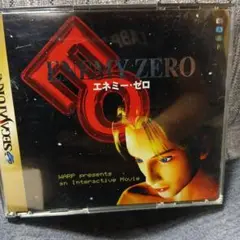 SEGA SATURN
ENEMY ZERO
エネミー・ゼロ
WARP presents
an Interactive Movie